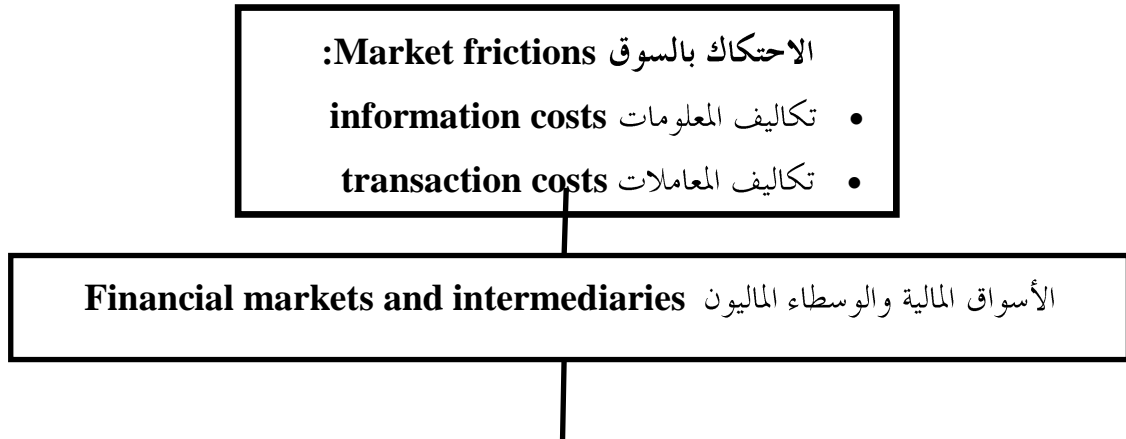 الاحتكاك بالسوق Market frictions:
• تكاليف المعلومات information costs
• تكاليف المعاملات transaction costs
الأسواق المالية والوسطاء الماليون Financial markets and intermediaries